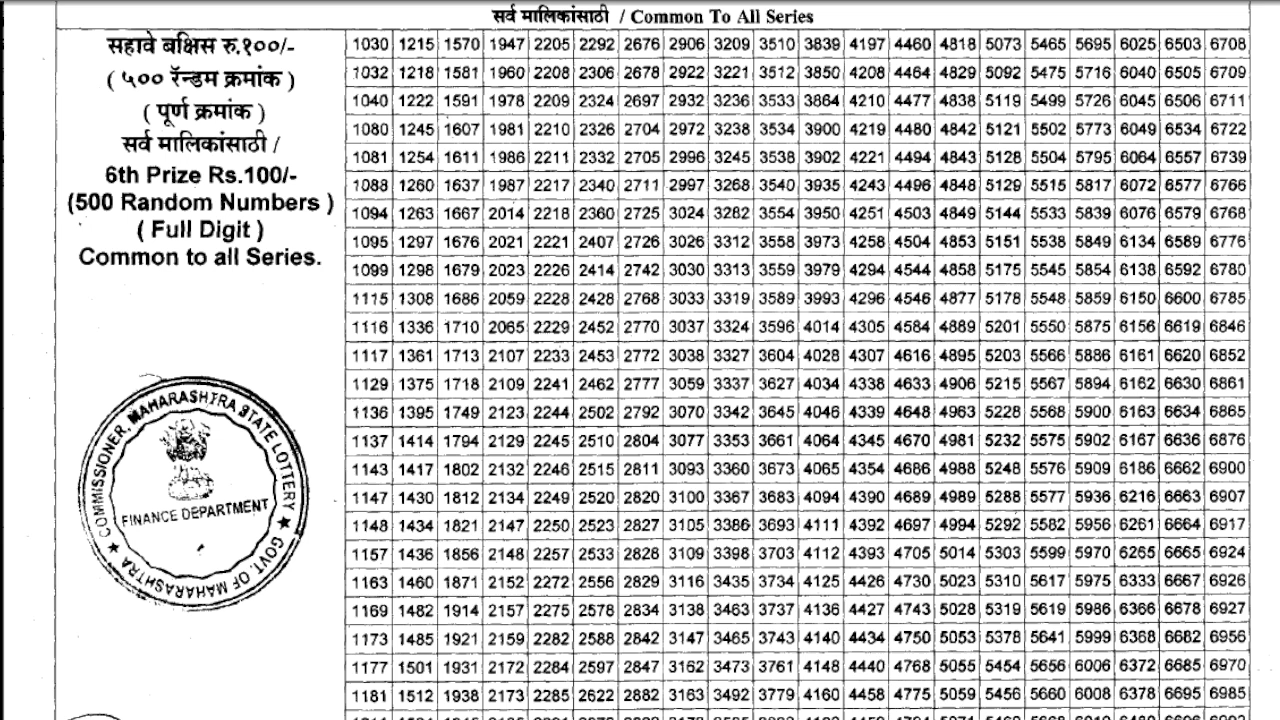 सर्व मालिकांसाठी / Common To All Series
सहावे बक्षिस रु.१००/-
( ५०० रॅन्डम क्रमांक )
( पूर्ण क्रमांक )
सर्व मालिकांसाठी /
6th Prize Rs.100/-
(500 Random Numbers )
( Full Digit )
Common to all Series.
COMMISSIONER, MAHARASHTRA STATE LOTTERY
FINANCE DEPARTMENT
★ GOVT. OF MAHARASHTRA ★
1030 1215 1570 1947 2205 2292 2676 2906 3209 3510 3839 4197 4460 4818 5073 5465 5695 6025 6503 6708
1032 1218 1581 1960 2208 2306 2678 2922 3221 3512 3850 4208 4464 4829 5092 5475 5716 6040 6505 6709
1040 1222 1591 1978 2209 2324 2697 2932 3236 3533 3864 4210 4477 4838 5119 5499 5726 6045 6506 6711
1080 1245 1607 1981 2210 2326 2704 2972 3238 3534 3900 4219 4480 4842 5121 5502 5773 6049 6534 6722
1081 1254 1611 1986 2211 2332 2705 2996 3245 3538 3902 4221 4494 4843 5128 5504 5795 6064 6557 6739
1088 1260 1637 1987 2217 2340 2711 2997 3268 3540 3935 4243 4496 4848 5129 5515 5817 6072 6577 6766
1094 1263 1667 2014 2218 2360 2725 3024 3282 3554 3950 4251 4503 4849 5144 5533 5839 6076 6579 6768
1095 1297 1676 2021 2221 2407 2726 3026 3312 3558 3973 4258 4504 4853 5151 5538 5849 6134 6589 6776
1099 1298 1679 2023 2226 2414 2742 3030 3313 3559 3979 4294 4544 4858 5175 5545 5854 6138 6592 6780
1115 1308 1686 2059 2228 2428 2768 3033 3319 3589 3993 4296 4546 4877 5178 5548 5859 6150 6600 6785
1116 1336 1710 2065 2229 2452 2770 3037 3324 3596 4014 4305 4584 4889 5201 5550 5875 6156 6619 6846
1117 1361 1713 2107 2233 2453 2772 3038 3327 3604 4028 4307 4616 4895 5203 5566 5886 6161 6620 6852
1129 1375 1718 2109 2241 2462 2777 3059 3337 3627 4034 4338 4633 4906 5215 5567 5894 6162 6630 6861
1136 1395 1749 2123 2244 2502 2792 3070 3342 3645 4046 4339 4648 4963 5228 5568 5900 6163 6634 6865
1137 1414 1794 2129 2245 2510 2804 3077 3353 3661 4064 4345 4670 4981 5232 5575 5902 6167 6636 6876
1143 1417 1802 2132 2246 2515 2811 3093 3360 3673 4065 4354 4686 4988 5248 5576 5909 6186 6662 6900
1147 1430 1812 2134 2249 2520 2820 3100 3367 3683 4094 4390 4689 4989 5288 5577 5936 6216 6663 6907
1148 1434 1821 2147 2250 2523 2827 3105 3386 3693 4111 4392 4697 4994 5292 5582 5956 6261 6664 6917
1157 1436 1856 2148 2257 2533 2828 3109 3398 3703 4112 4393 4705 5014 5303 5599 5970 6265 6665 6924
1163 1460 1871 2152 2272 2556 2829 3116 3435 3734 4125 4426 4730 5023 5310 5617 5975 6333 6667 6926
1169 1482 1914 2157 2275 2578 2834 3138 3463 3737 4136 4427 4743 5028 5319 5619 5986 6366 6678 6927
1173 1485 1921 2159 2282 2588 2842 3147 3465 3743 4140 4434 4750 5053 5378 5641 5999 6368 6682 6956
1177 1501 1931 2172 2284 2597 2847 3162 3473 3761 4148 4440 4768 5055 5454 5656 6006 6372 6685 6970
1181 1512 1938 2173 2285 2622 2882 3163 3492 3779 4160 4458 4775 5059 5456 5660 6008 6378 6695 6985